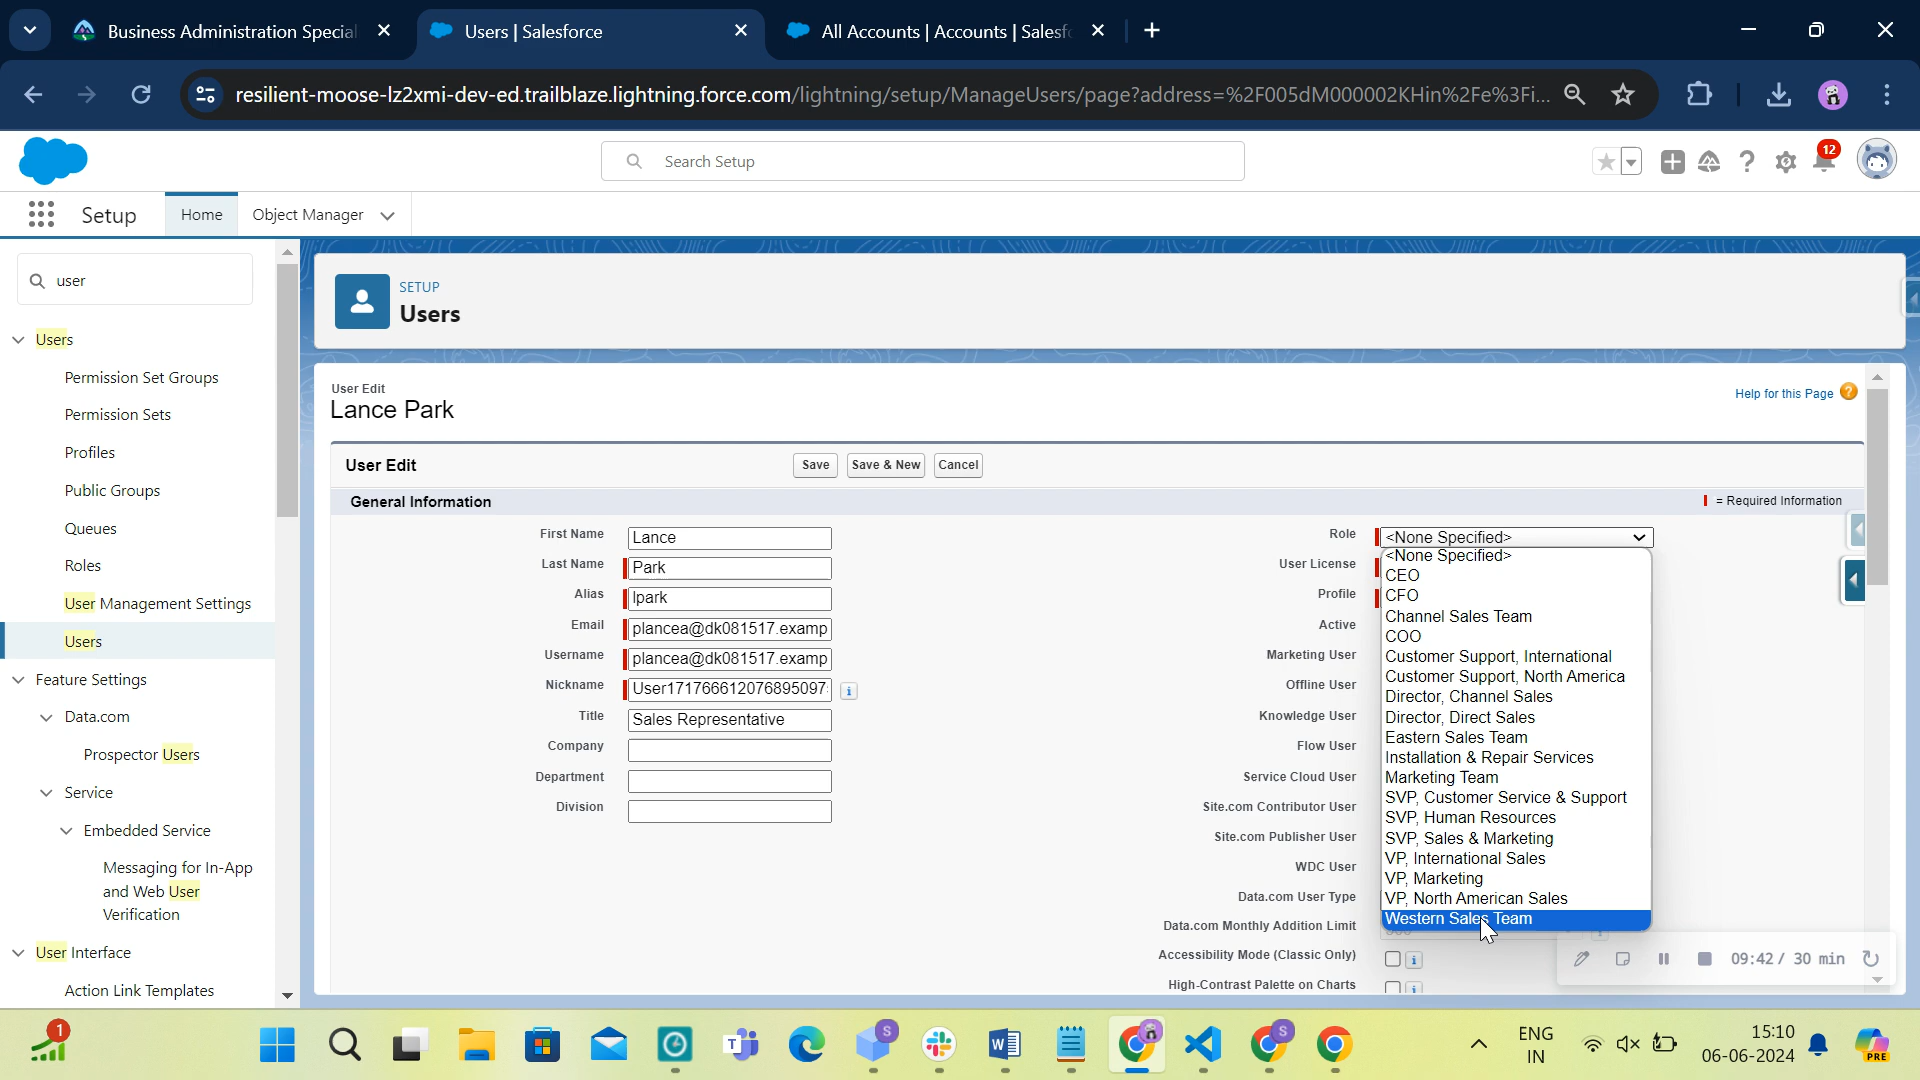 Business Administration Special
Users | Salesforce
All Accounts | Accounts | Salesf
resilient-moose-lz2xmi-dev-ed.trailblaze.lightning.force.com/lightning/setup/ManageUsers/page?address=%2F005dM000002KHin%2Fe%3Fi...
Search Setup
12
Setup
Home
Object Manager
user
Users
Permission Set Groups
Permission Sets
Profiles
Public Groups
Queues
Roles
User Management Settings
Users
Feature Settings
Data.com
Prospector Users
Service
Embedded Service
Messaging for In-App
and Web User
Verification
User Interface
Action Link Templates
SETUP
Users
User Edit
Lance Park
Help for this Page
User Edit
Save
Save & New
Cancel
General Information
= Required Information
First Name
Lance
Last Name
Park
Alias
lpark
Email
plancea@dk081517.examp
Username
plancea@dk081517.examp
Nickname
User171766612076895097
Title
Sales Representative
Company
Department
Division
Role
<None Specified>
User License
Profile
Active
Marketing User
Offline User
Knowledge User
Flow User
Service Cloud User
Site.com Contributor User
Site.com Publisher User
WDC User
Data.com User Type
Data.com Monthly Addition Limit
Accessibility Mode (Classic Only)
High-Contrast Palette on Charts
<None Specified>
CEO
CFO
Channel Sales Team
COO
Customer Support, International
Customer Support, North America
Director, Channel Sales
Director, Direct Sales
Eastern Sales Team
Installation & Repair Services
Marketing Team
SVP, Customer Service & Support
SVP, Human Resources
SVP, Sales & Marketing
VP, International Sales
VP, Marketing
VP, North American Sales
Western Sales Team
09:42 / 30 min
1
S
S
ENG
IN
15:10
06-06-2024
PRE